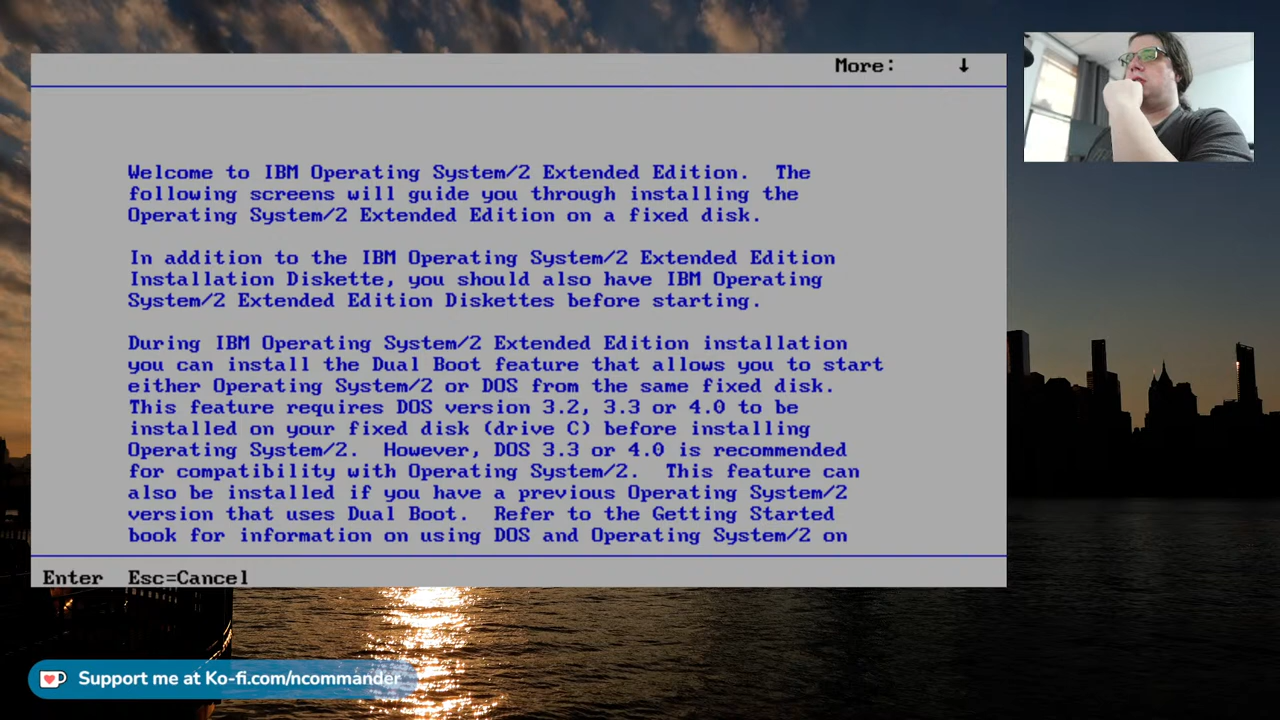 More: ↓
Welcome to IBM Operating System/2 Extended Edition. The
following screens will guide you through installing the
Operating System/2 Extended Edition on a fixed disk.
In addition to the IBM Operating System/2 Extended Edition
Installation Diskette, you should also have IBM Operating
System/2 Extended Edition Diskettes before starting.
During IBM Operating System/2 Extended Edition installation
you can install the Dual Boot feature that allows you to start
either Operating System/2 or DOS from the same fixed disk.
This feature requires DOS version 3.2, 3.3 or 4.0 to be
installed on your fixed disk (drive C) before installing
Operating System/2. However, DOS 3.3 or 4.0 is recommended
for compatibility with Operating System/2. This feature can
also be installed if you have a previous Operating System/2
version that uses Dual Boot. Refer to the Getting Started
book for information on using DOS and Operating System/2 on
Enter Esc=Cancel
Support me at Ko-fi.com/ncommander